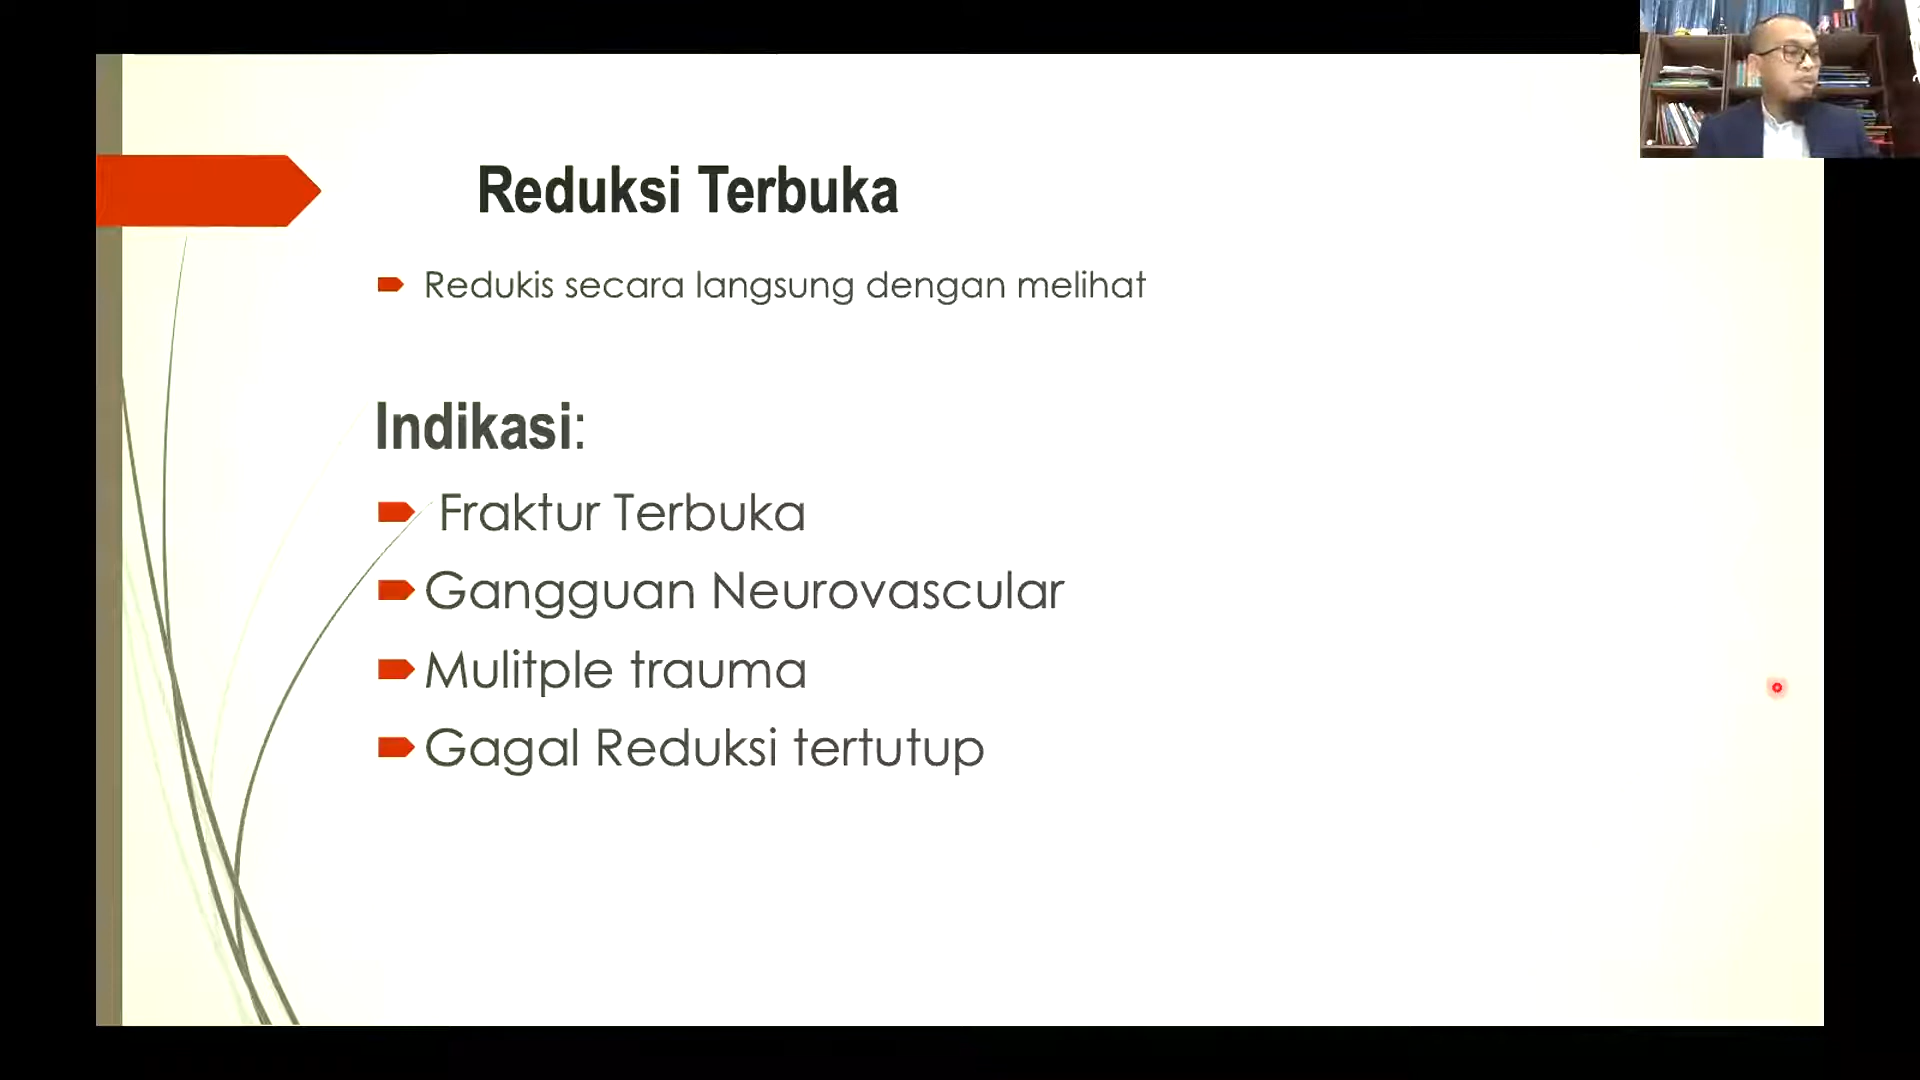 Reduksi Terbuka
Redukis secara langsung dengan melihat
Indikasi:
Fraktur Terbuka
Gangguan Neurovascular
Mulitple trauma
Gagal Reduksi tertutup